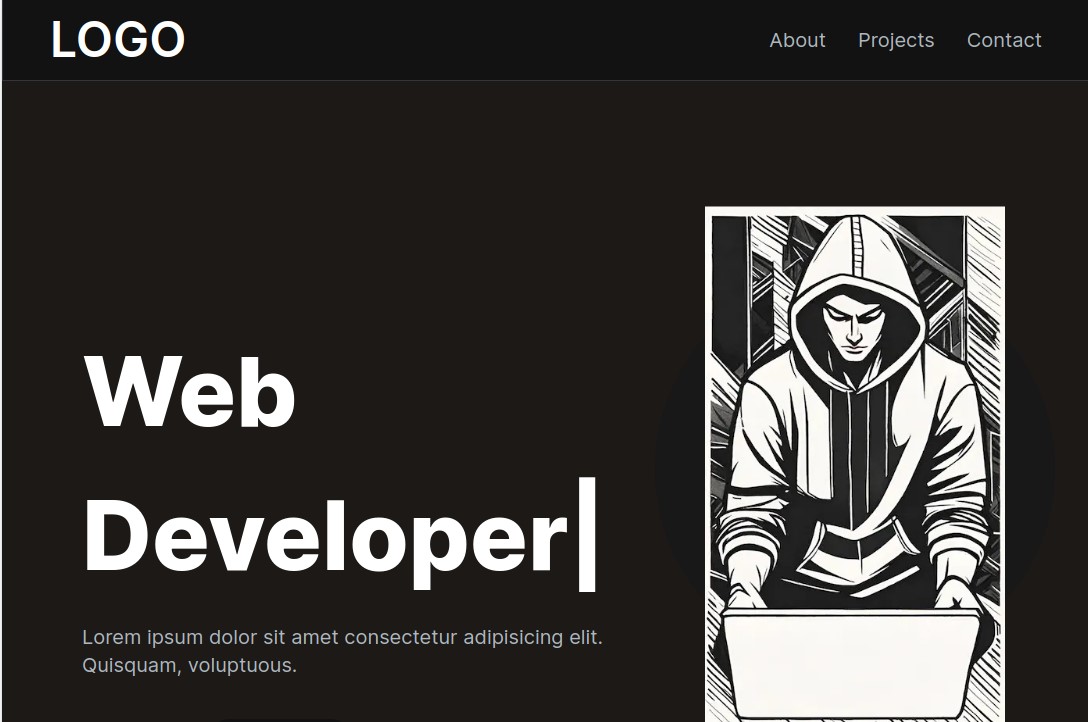 LOGO
About Projects Contact
Web
Developer|
Lorem ipsum dolor sit amet consectetur adipisicing elit.
Quisquam, voluptuous.